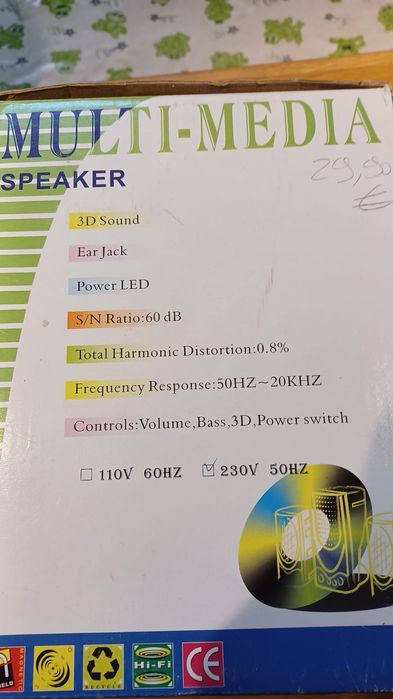 MULTI-MEDIA
SPEAKER
29,90
€
3D Sound
Ear Jack
Power LED
S/N Ratio:60 dB
Total Harmonic Distortion:0.8%
Frequency Response:50HZ~20KHZ
Controls:Volume,Bass,3D,Power switch
110V 60HZ
230V 50HZ
MAGNETIC
RECYCLE
Hi-Fi
CE